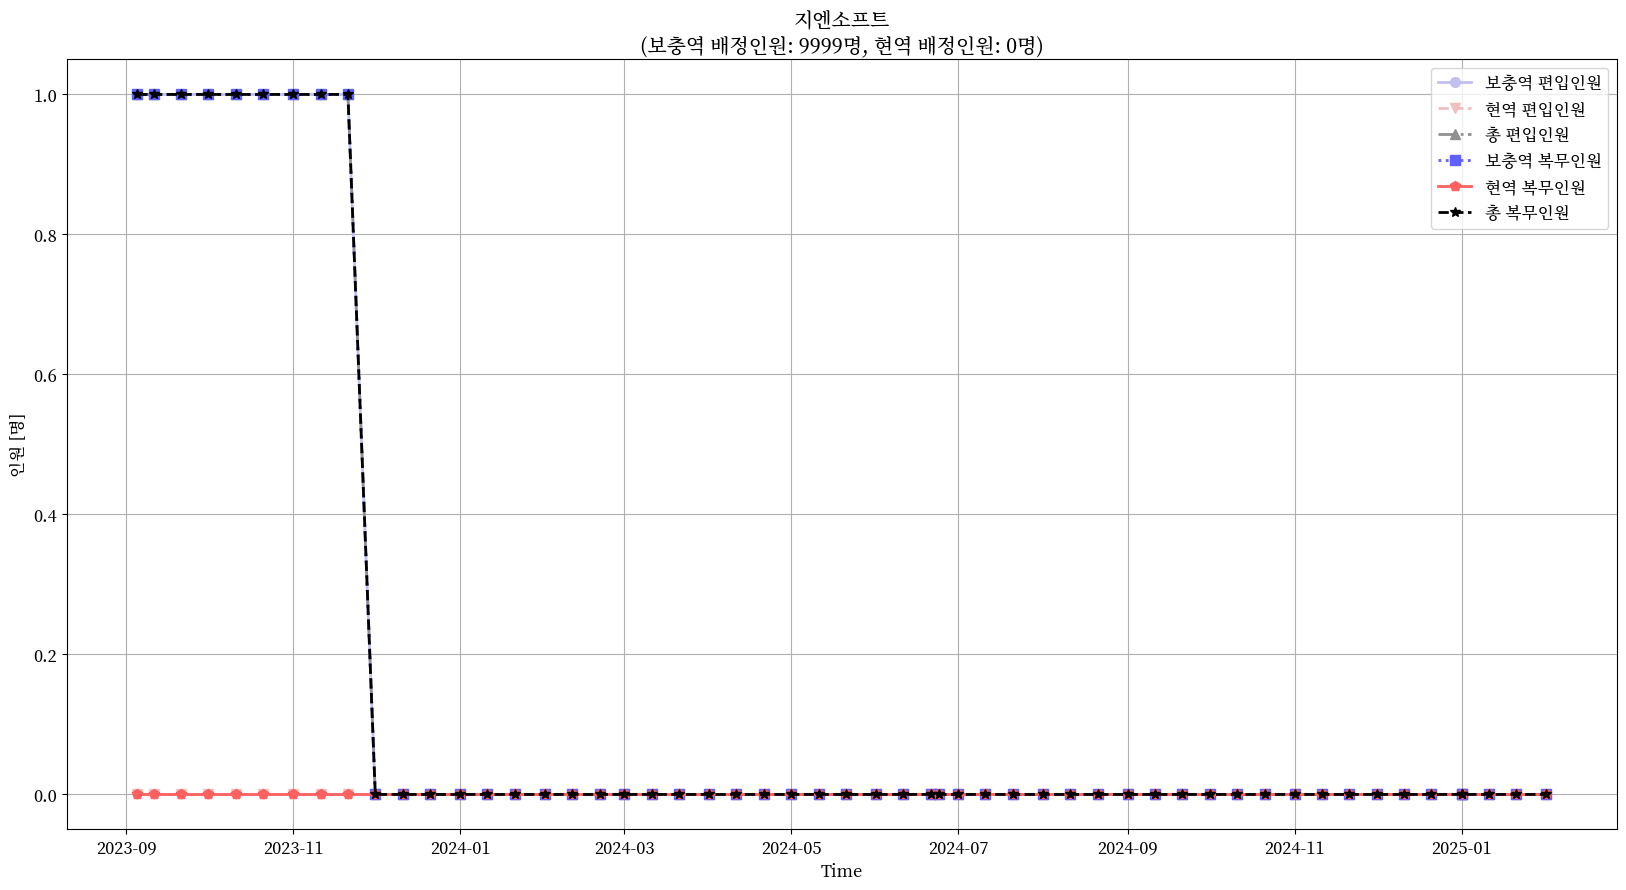 지엔소프트
(보충역 배정인원: 9999명, 현역 배정인원: 0명)
보충역 편입인원
현역 편입인원
총 편입인원
보충역 복무인원
현역 복무인원
총 복무인원
인원 [명]
1.0
0.8
0.6
0.4
0.2
0.0
2023-09
2023-11
2024-01
2024-03
2024-05
2024-07
2024-09
2024-11
2025-01
Time